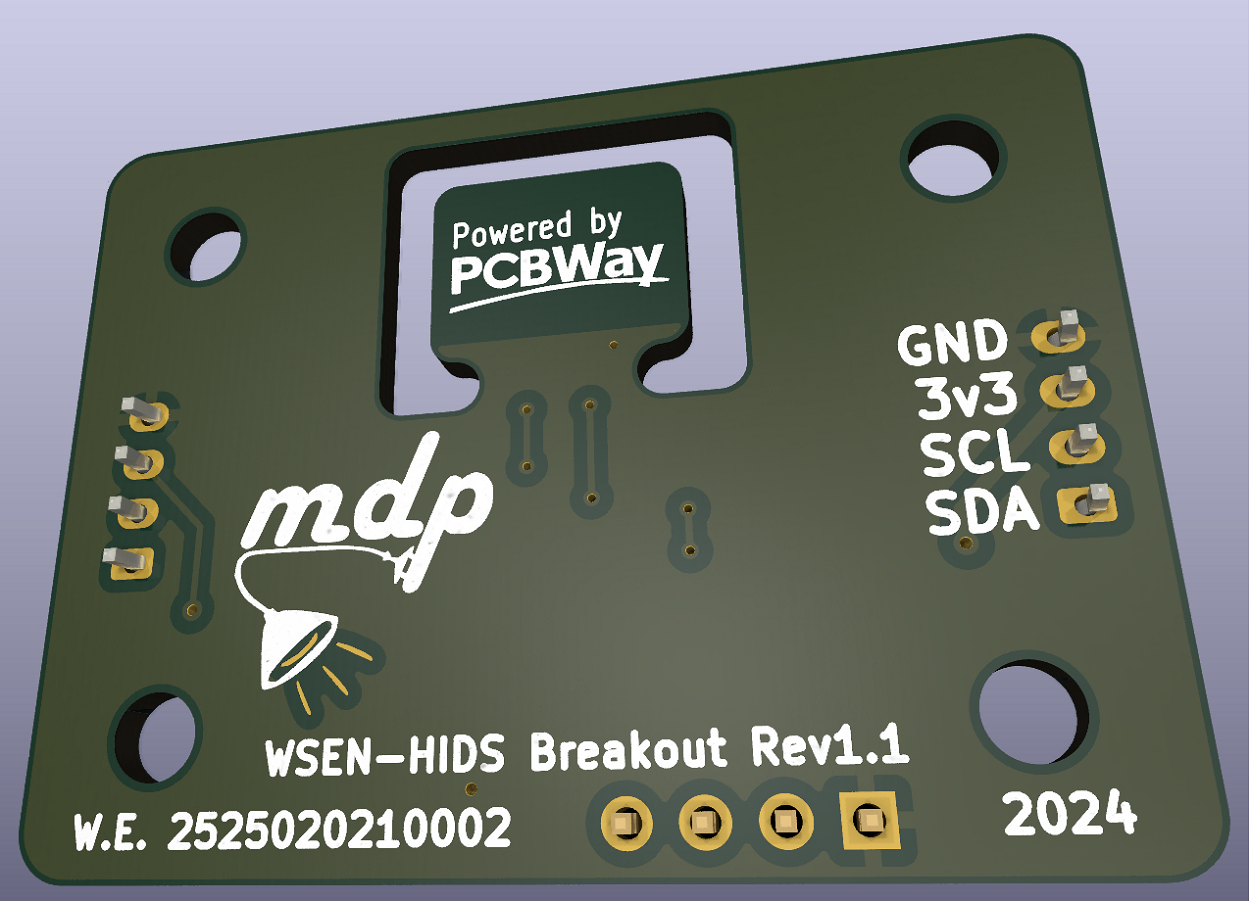 Powered by
PCBWay
GND
3v3
SCL
SDA
mdp
WSEN-HIDS Breakout Rev1.1
W.E. 2525020210002
2024